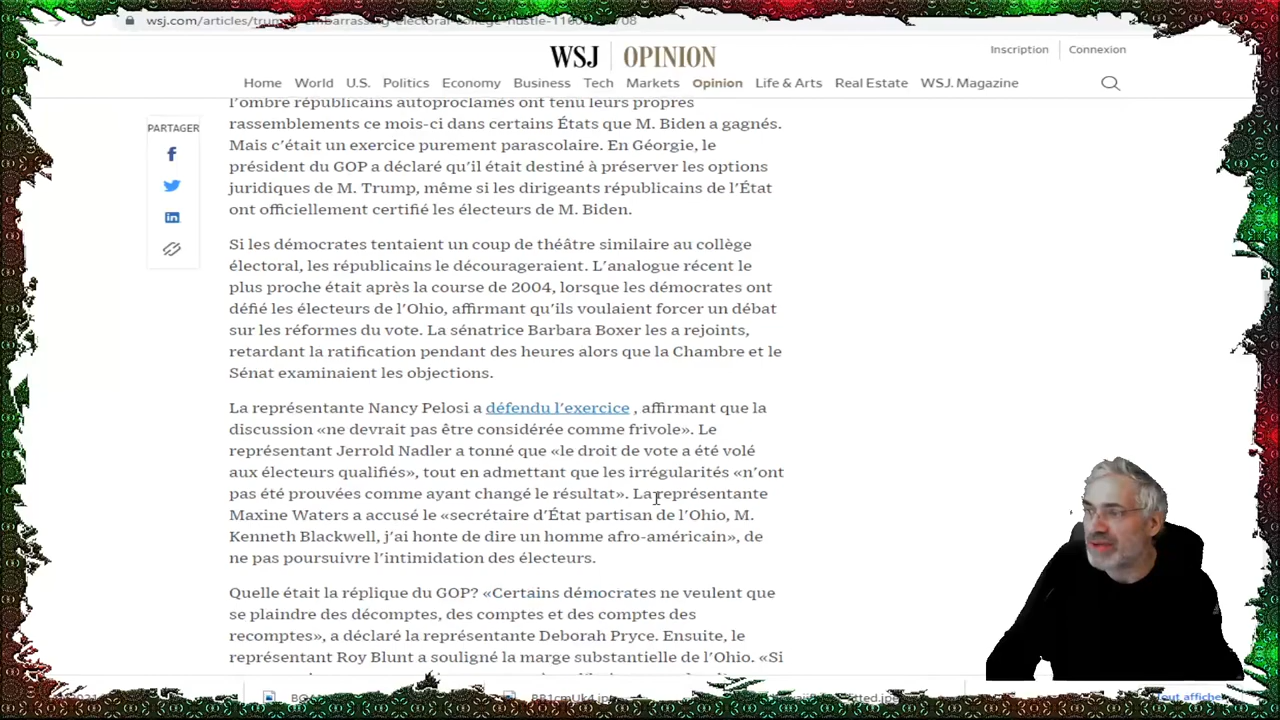 WSJ OPINION
Inscription Connexion
Home World U.S. Politics Economy Business Tech Markets Opinion Life & Arts Real Estate WSJ. Magazine
PARTAGER
l'ombre républicains autoproclamés ont tenu leurs propres
rassemblements ce mois-ci dans certains États que M. Biden a gagnés.
Mais c'était un exercice purement parascolaire. En Géorgie, le
président du GOP a déclaré qu'il était destiné à préserver les options
juridiques de M. Trump, même si les dirigeants républicains de l'État
ont officiellement certifié les électeurs de M. Biden.
Si les démocrates tentaient un coup de théâtre similaire au collège
électoral, les républicains le décourageraient. L'analogue récent le
plus proche était après la course de 2004, lorsque les démocrates ont
défié les électeurs de l'Ohio, affirmant qu'ils voulaient forcer un débat
sur les réformes du vote. La sénatrice Barbara Boxer les a rejoints,
retardant la ratification pendant des heures alors que la Chambre et le
Sénat examinaient les objections.
La représentante Nancy Pelosi a défendu l'exercice , affirmant que la
discussion «ne devrait pas être considérée comme frivole». Le
représentant Jerrold Nadler a tonné que «le droit de vote a été volé
aux électeurs qualifiés», tout en admettant que les irrégularités «n'ont
pas été prouvées comme ayant changé le résultat». La représentante
Maxine Waters a accusé le «secrétaire d'État partisan de l'Ohio, M.
Kenneth Blackwell, j'ai honte de dire un homme afro-américain», de
ne pas poursuivre l'intimidation des électeurs.
Quelle était la réplique du GOP? «Certains démocrates ne veulent que
se plaindre des décomptes, des comptes et des comptes des
recomptes», a déclaré la représentante Deborah Pryce. Ensuite, le
représentant Roy Blunt a souligné la marge substantielle de l'Ohio. «Si